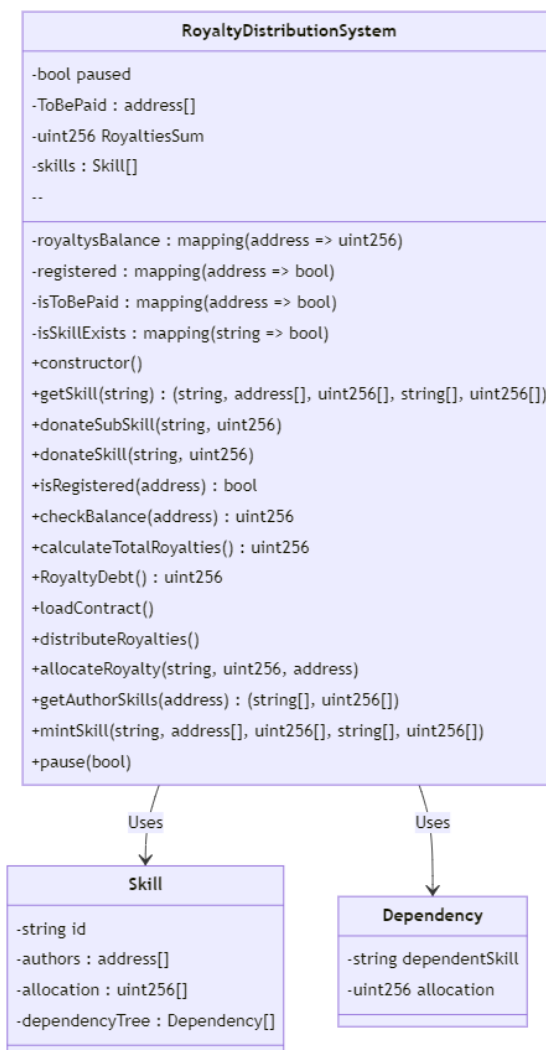 RoyaltyDistributionSystem
-bool paused
-ToBePaid : address[]
-uint256 RoyaltiesSum
-skills : Skill[]
--
-royaltysBalance : mapping(address => uint256)
-registered : mapping(address => bool)
-isToBePaid : mapping(address => bool)
-isSkillExists : mapping(string => bool)
+constructor()
+getSkill(string) : (string, address[], uint256[], string[], uint256[])
+donateSubSkill(string, uint256)
+donateSkill(string, uint256)
+isRegistered(address) : bool
+checkBalance(address) : uint256
+calculateTotalRoyalties() : uint256
+RoyaltyDebt() : uint256
+loadContract()
+distributeRoyalties()
+allocateRoyalty(string, uint256, address)
+getAuthorSkills(address) : (string[], uint256[])
+mintSkill(string, address[], uint256[], string[], uint256[])
+pause(bool)
Uses
Uses
Skill
-string id
-authors : address[]
-allocation : uint256[]
-dependencyTree : Dependency[]
Dependency
-string dependentSkill
-uint256 allocation